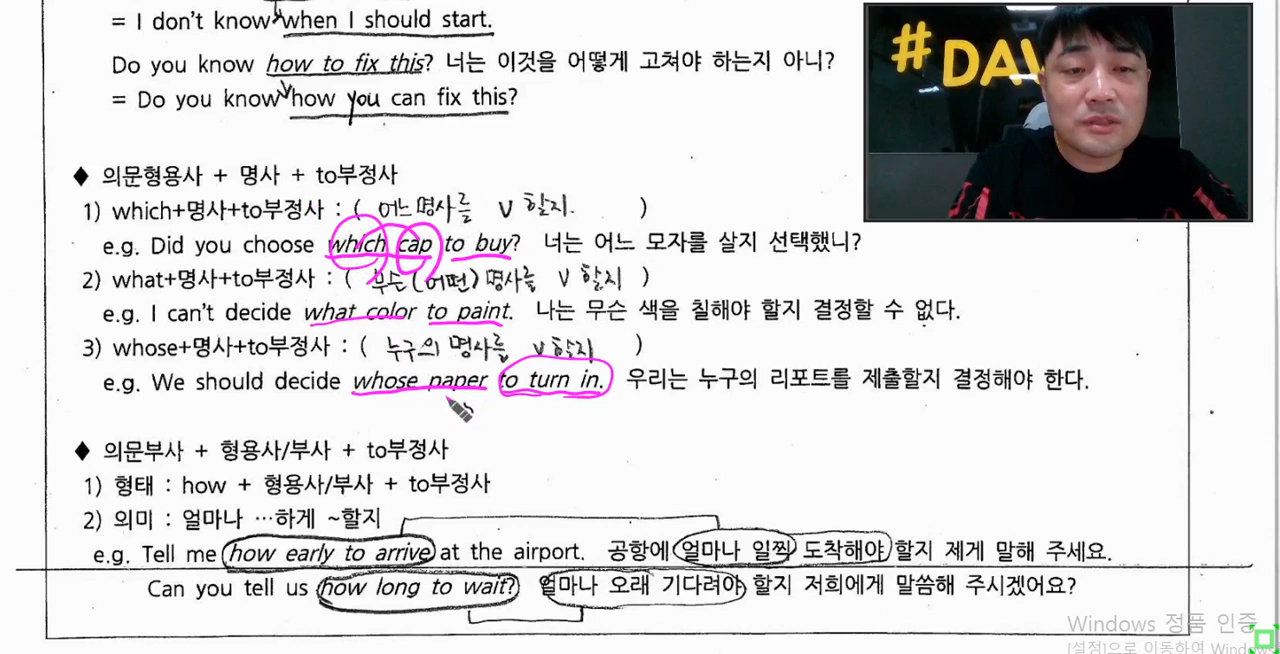 = I don't know when I should start.
Do you know how to fix this? 너는 이것을 어떻게 고쳐야 하는지 아니?
= Do you know how you can fix this?
#DAV
◆ 의문형용사 + 명사 + to부정사
1) which+명사+to부정사 : ( 어느 명사를 V 할지. )
e.g. Did you choose which cap to buy? 너는 어느 모자를 살지 선택했니?
2) what+명사+to부정사 : ( 무슨 (어떤) 명사를 V 할지 )
e.g. I can't decide what color to paint. 나는 무슨 색을 칠해야 할지 결정할 수 없다.
3) whose+명사+to부정사 : ( 누구의 명사를 V 할지 )
e.g. We should decide whose paper to turn in. 우리는 누구의 리포트를 제출할지 결정해야 한다.
◆ 의문부사 + 형용사/부사 + to부정사
1) 형태 : how + 형용사/부사 + to부정사
2) 의미 : 얼마나 …하게 ~할지
e.g. Tell me how early to arrive at the airport. 공항에 얼마나 일찍 도착해야 할지 제게 말해 주세요.
Can you tell us how long to wait? 얼마나 오래 기다려야 할지 저희에게 말씀해 주시겠어요?
Windows 정품 인증
[설정]으로 이동하여 Windows